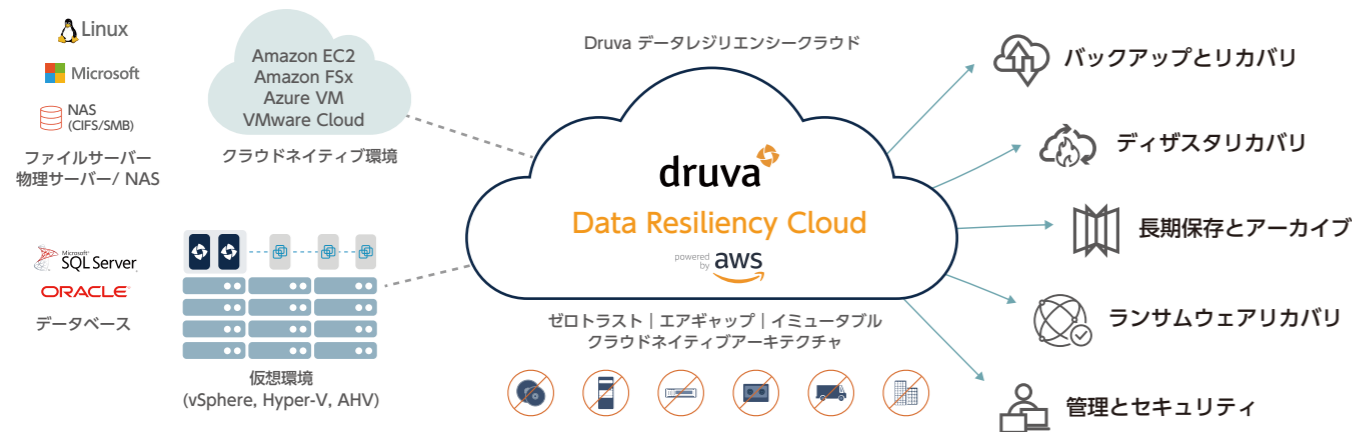 Linux
Microsoft
NAS
(CIFS/SMB)
ファイルサーバー
物理サーバー/ NAS
Microsoft
SQL Server
ORACLE
データベース
Amazon EC2
Amazon FSx
Azure VM
VMware Cloud
クラウドネイティブ環境
仮想環境
(vSphere, Hyper-V, AHV)
Druva データレジリエンシークラウド
druva
Data Resiliency Cloud
powered by aws
ゼロトラスト｜エアギャップ｜イミュータブル
クラウドネイティブアーキテクチャ
バックアップとリカバリ
ディザスタリカバリ
長期保存とアーカイブ
ランサムウェアリカバリ
管理とセキュリティ